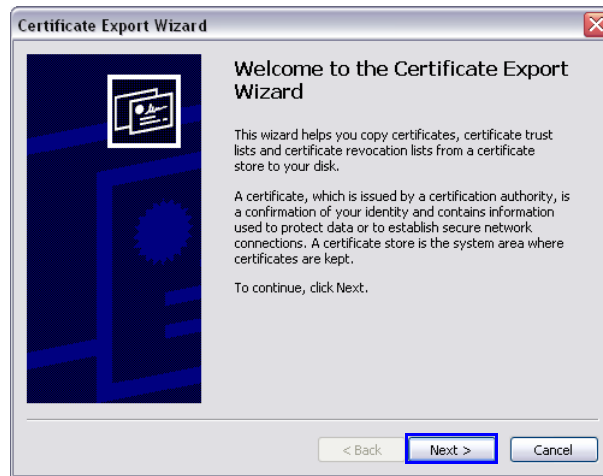 Certificate Export Wizard
Welcome to the Certificate Export
Wizard
This wizard helps you copy certificates, certificate trust
lists and certificate revocation lists from a certificate
store to your disk.
A certificate, which is issued by a certification authority, is
a confirmation of your identity and contains information
used to protect data or to establish secure network
connections. A certificate store is the system area where
certificates are kept.
To continue, click Next.
< Back Next > Cancel